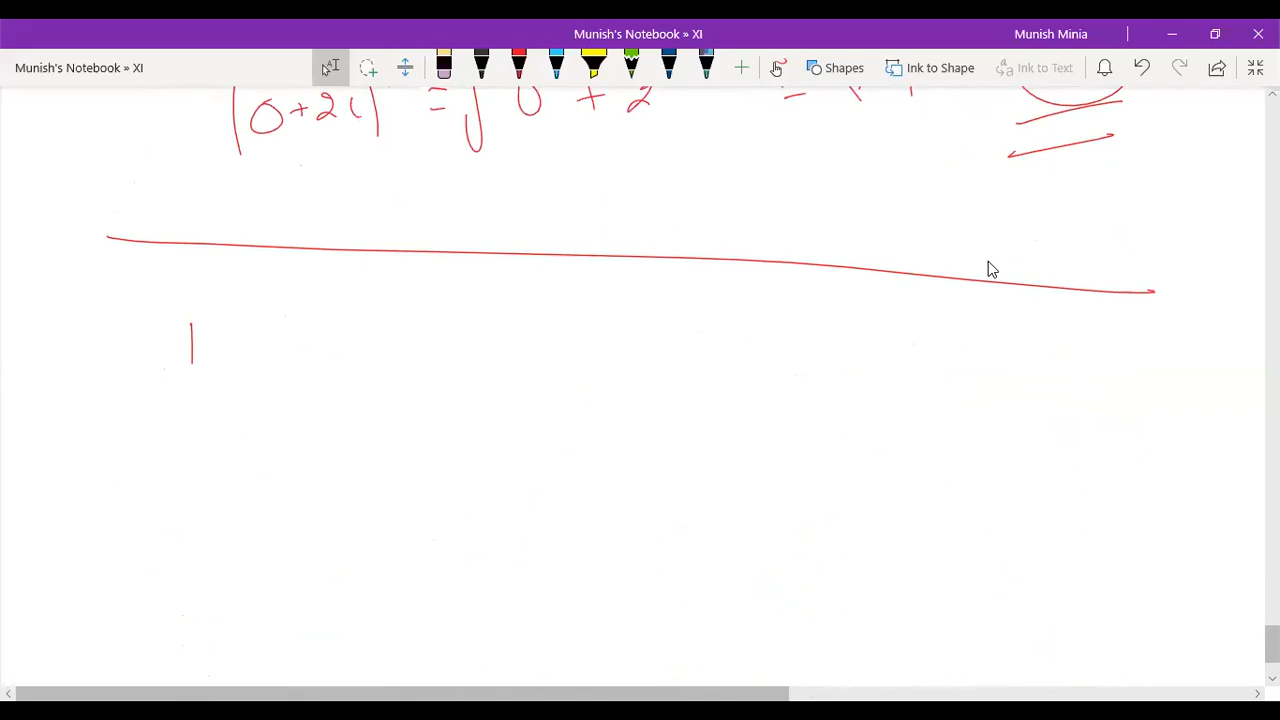 Munish's Notebook » XI
Munish Minia
Munish's Notebook » XI
Shapes
Ink to Shape
Ink to Text
|0+2i| = √0 + 2 =
|